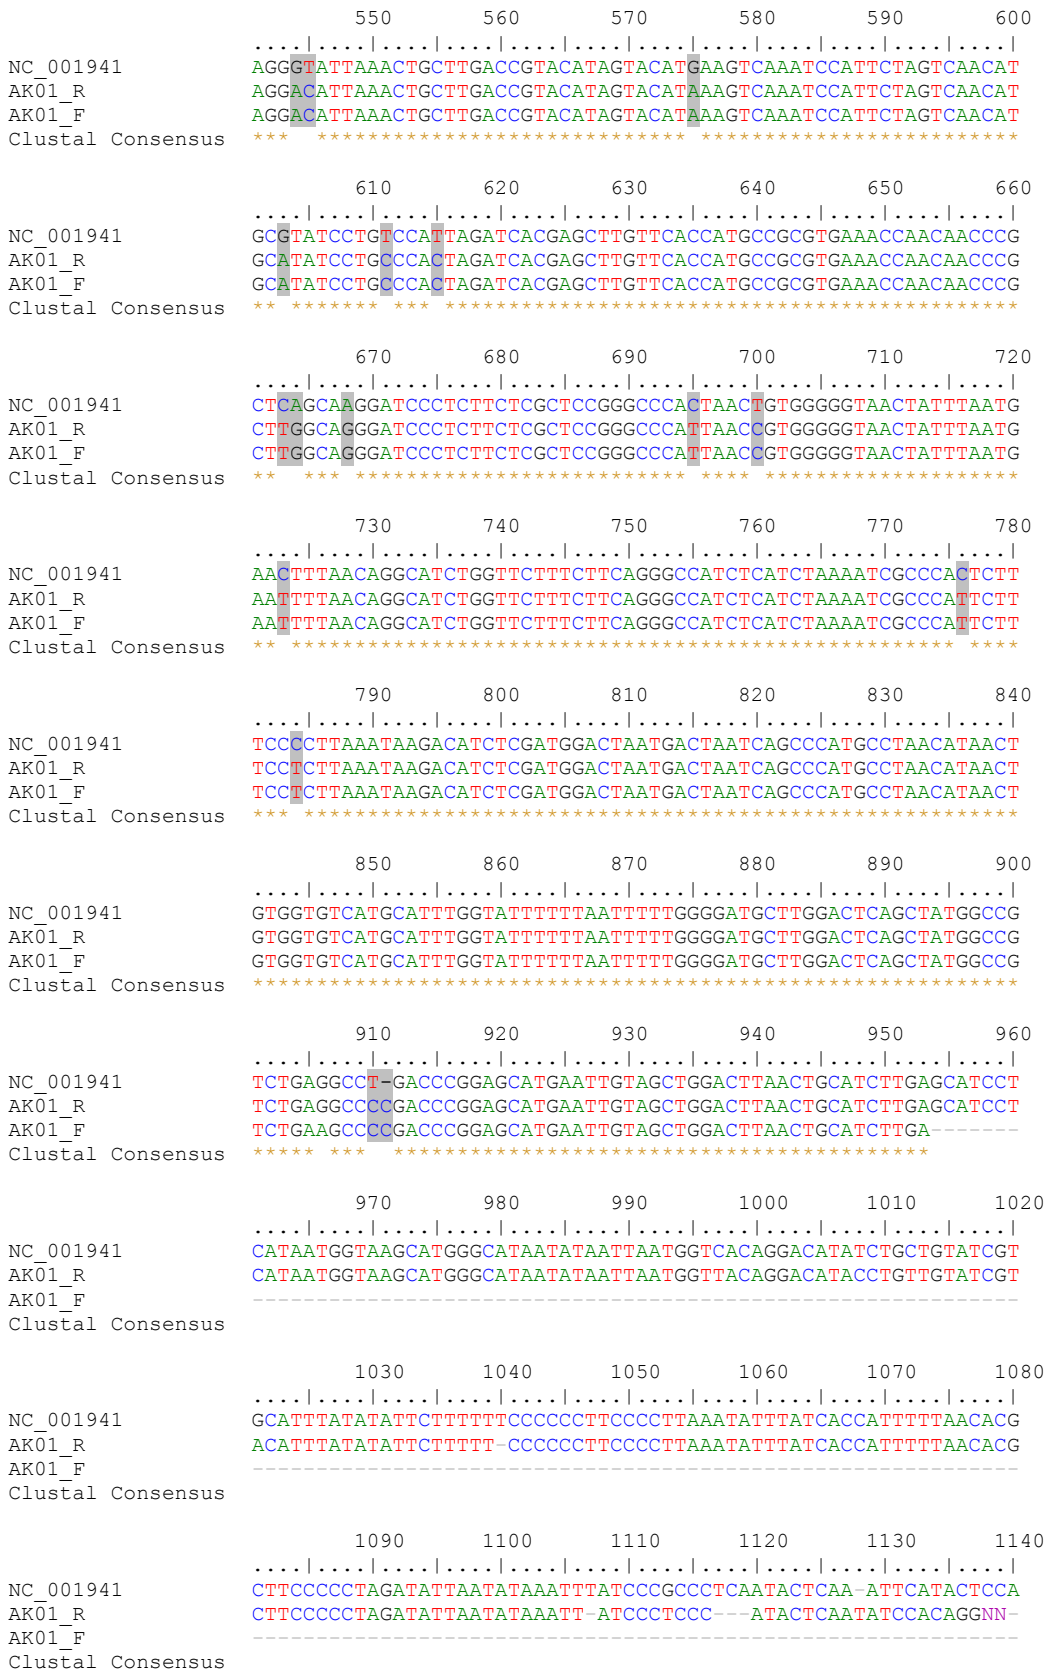 550 560 570 580 590 600
....|....|....|....|....|....|....|....|....|....|....|....|
NC_001941 AGGGTATTAAACTGCTTGACCGTACATAGTACATGAAGTCAAATCCATTCTAGTCAACAT
AK01_R AGGACATTAAACTGCTTGACCGTACATAGTACATAAAGTCAAATCCATTCTAGTCAACAT
AK01_F AGGACATTAAACTGCTTGACCGTACATAGTACATAAAGTCAAATCCATTCTAGTCAACAT
Clustal Consensus ***  ***************************** *************************
610 620 630 640 650 660
....|....|....|....|....|....|....|....|....|....|....|....|
NC_001941 GCGTATCCTGTCCATTAGATCACGAGCTTGTTCACCATGCCGCGTGAAACCAACAACCCG
AK01_R GCATATCCTGCCCACTAGATCACGAGCTTGTTCACCATGCCGCGTGAAACCAACAACCCG
AK01_F GCATATCCTGCCCACTAGATCACGAGCTTGTTCACCATGCCGCGTGAAACCAACAACCCG
Clustal Consensus ** ******* *** *********************************************
670 680 690 700 710 720
....|....|....|....|....|....|....|....|....|....|....|....|
NC_001941 CTCAGCAAGGATCCCTCTTCTCGCTCCGGGCCCACTAACTGTGGGGGTAACTATTTAATG
AK01_R CTTGGCAGGGATCCCTCTTCTCGCTCCGGGCCCATTAACCGTGGGGGTAACTATTTAATG
AK01_F CTTGGCAGGGATCCCTCTTCTCGCTCCGGGCCCATTAACCGTGGGGGTAACTATTTAATG
Clustal Consensus **  *** ************************** **** ********************
730 740 750 760 770 780
....|....|....|....|....|....|....|....|....|....|....|....|
NC_001941 AACTTTAACAGGCATCTGGTTCTTTCTTCAGGGCCATCTCATCTAAAATCGCCCACTCTT
AK01_R AATTTTAACAGGCATCTGGTTCTTTCTTCAGGGCCATCTCATCTAAAATCGCCCATTCTT
AK01_F AATTTTAACAGGCATCTGGTTCTTTCTTCAGGGCCATCTCATCTAAAATCGCCCATTCTT
Clustal Consensus ** **************************************************** ****
790 800 810 820 830 840
....|....|....|....|....|....|....|....|....|....|....|....|
NC_001941 TCCCCTTAAATAAGACATCTCGATGGACTAATGACTAATCAGCCCATGCCTAACATAACT
AK01_R TCCTCTTAAATAAGACATCTCGATGGACTAATGACTAATCAGCCCATGCCTAACATAACT
AK01_F TCCTCTTAAATAAGACATCTCGATGGACTAATGACTAATCAGCCCATGCCTAACATAACT
Clustal Consensus *** ********************************************************
850 860 870 880 890 900
....|....|....|....|....|....|....|....|....|....|....|....|
NC_001941 GTGGTGTCATGCATTTGGTATTTTTTAATTTTTGGGGATGCTTGGACTCAGCTATGGCCG
AK01_R GTGGTGTCATGCATTTGGTATTTTTTAATTTTTGGGGATGCTTGGACTCAGCTATGGCCG
AK01_F GTGGTGTCATGCATTTGGTATTTTTTAATTTTTGGGGATGCTTGGACTCAGCTATGGCCG
Clustal Consensus ************************************************************
910 920 930 940 950 960
....|....|....|....|....|....|....|....|....|....|....|....|
NC_001941 TCTGAGGCCT-GACCCGGAGCATGAATTGTAGCTGGACTTAACTGCATCTTGAGCATCCT
AK01_R TCTGAGGCCCCGACCCGGAGCATGAATTGTAGCTGGACTTAACTGCATCTTGAGCATCCT
AK01_F TCTGAAGCCCCGACCCGGAGCATGAATTGTAGCTGGACTTAACTGCATCTTGA-------
Clustal Consensus ***** ***  ******************************************
970 980 990 1000 1010 1020
....|....|....|....|....|....|....|....|....|....|....|....|
NC_001941 CATAATGGTAAGCATGGGCATAATATAATTAATGGTCACAGGACATATCTGCTGTATCGT
AK01_R CATAATGGTAAGCATGGGCATAATATAATTAATGGTTACAGGACATACCTGTTGTATCGT
AK01_F ------------------------------------------------------------
Clustal Consensus
1030 1040 1050 1060 1070 1080
....|....|....|....|....|....|....|....|....|....|....|....|
NC_001941 GCATTTATATATTCTTTTTTCCCCCCTTCCCCTTAAATATTTATCACCATTTTTAACACG
AK01_R ACATTTATATATTCTTTTT-CCCCCCTTCCCCTTAAATATTTATCACCATTTTTAACACG
AK01_F ------------------------------------------------------------
Clustal Consensus
1090 1100 1110 1120 1130 1140
....|....|....|....|....|....|....|....|....|....|....|....|
NC_001941 CTTCCCCCTAGATATTAATATAAATTTATCCCGCCCTCAATACTCAA-ATTCATACTCCA
AK01_R CTTCCCCCTAGATATTAATATAAATT-ATCCCTCCC---ATACTCAATATCCACAGGNN-
AK01_F ------------------------------------------------------------
Clustal Consensus